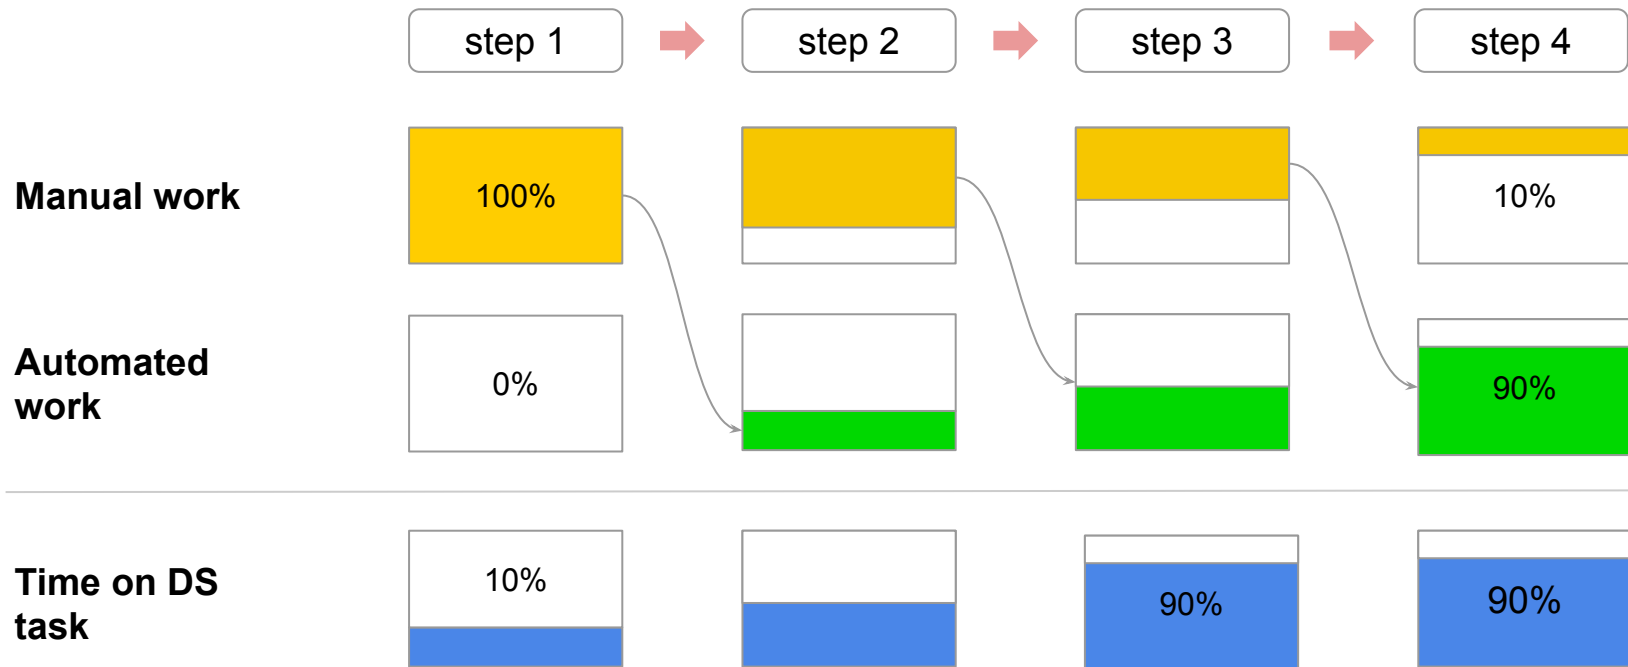 step 1
step 2
step 3
step 4
Manual work
100%
10%
Automated
work
0%
90%
Time on DS
task
10%
90%
90%